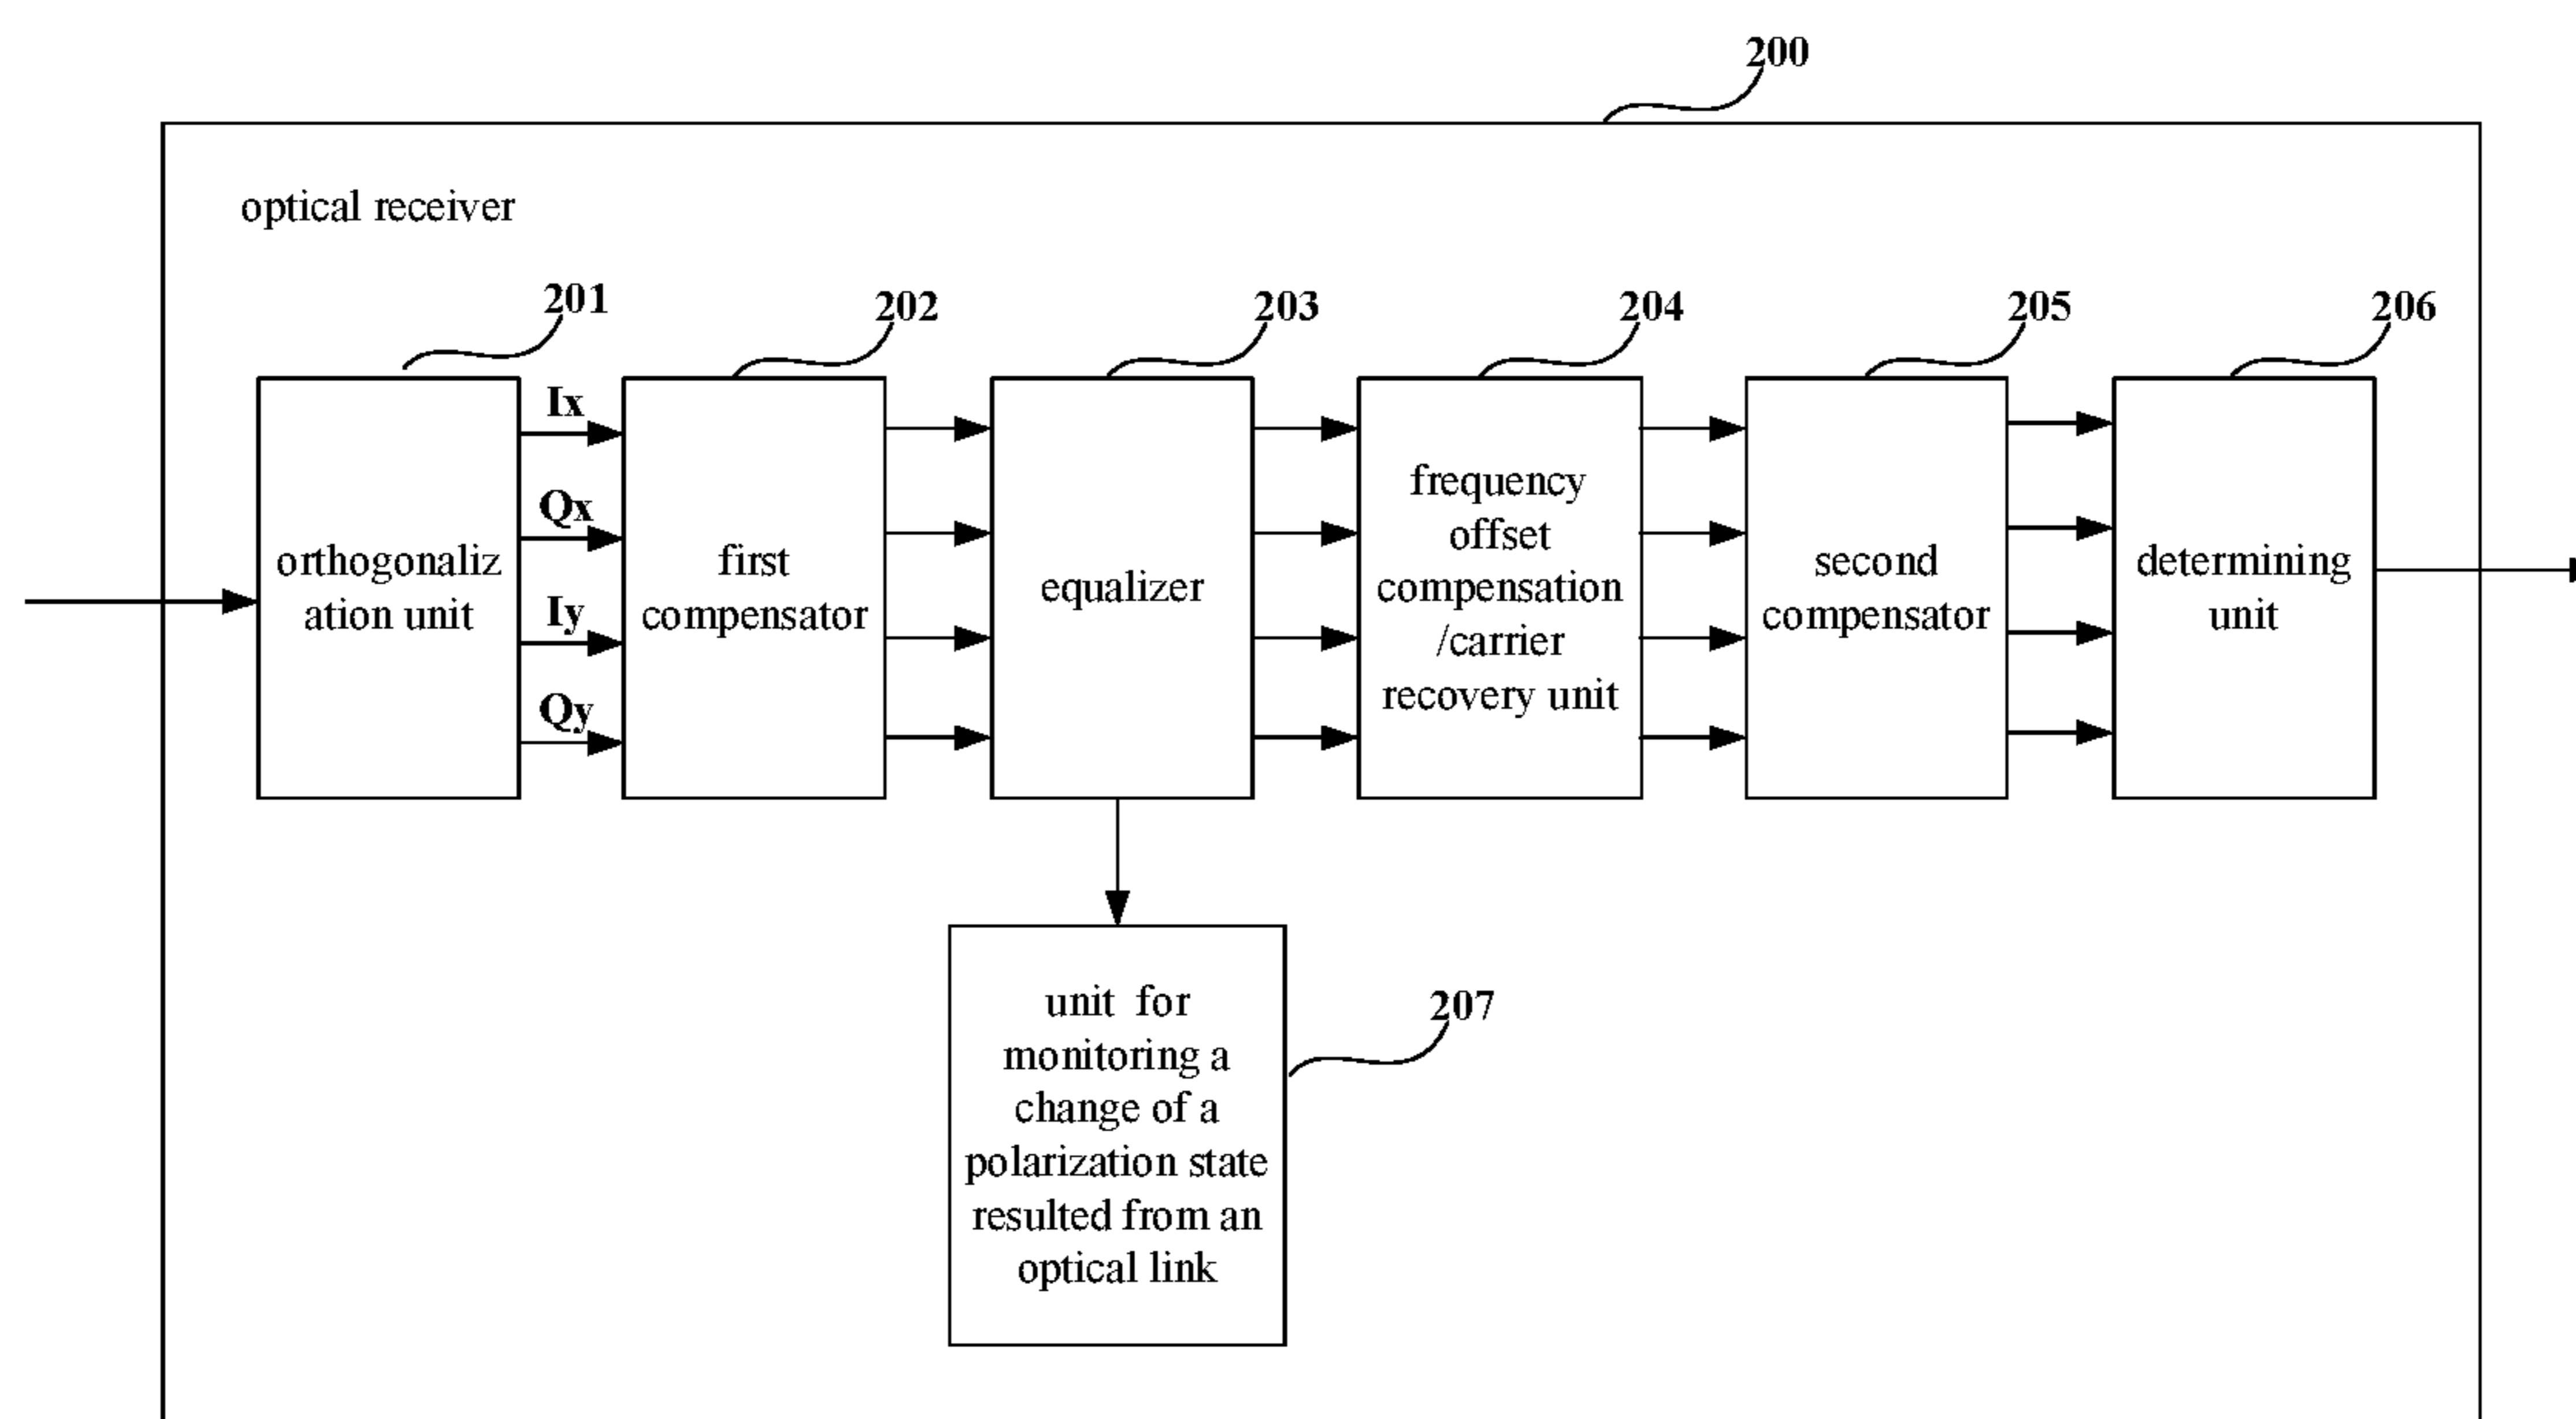 200
optical receiver
201
202
203
204
205
206
Ix
Qx
Iy
Qy
orthogonaliz
ation unit
first
compensator
equalizer
frequency
offset
compensation
/carrier
recovery unit
second
compensator
determining
unit
unit for
monitoring a
change of a
polarization state
resulted from an
optical link
207